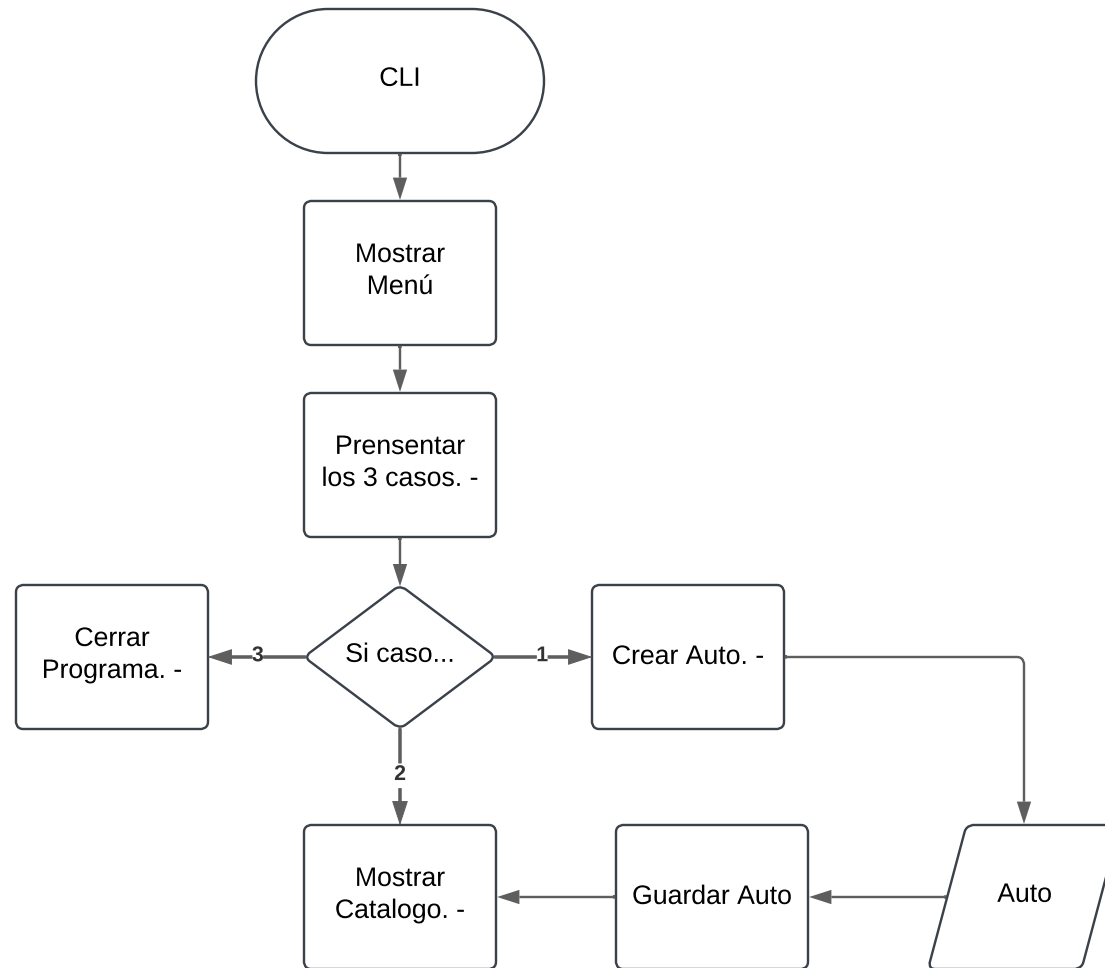 CLI
Mostrar
Menú
Prensentar
los 3 casos. -
Cerrar
Programa. -
3
Si caso...
1
Crear Auto. -
2
Mostrar
Catalogo. -
Guardar Auto
Auto